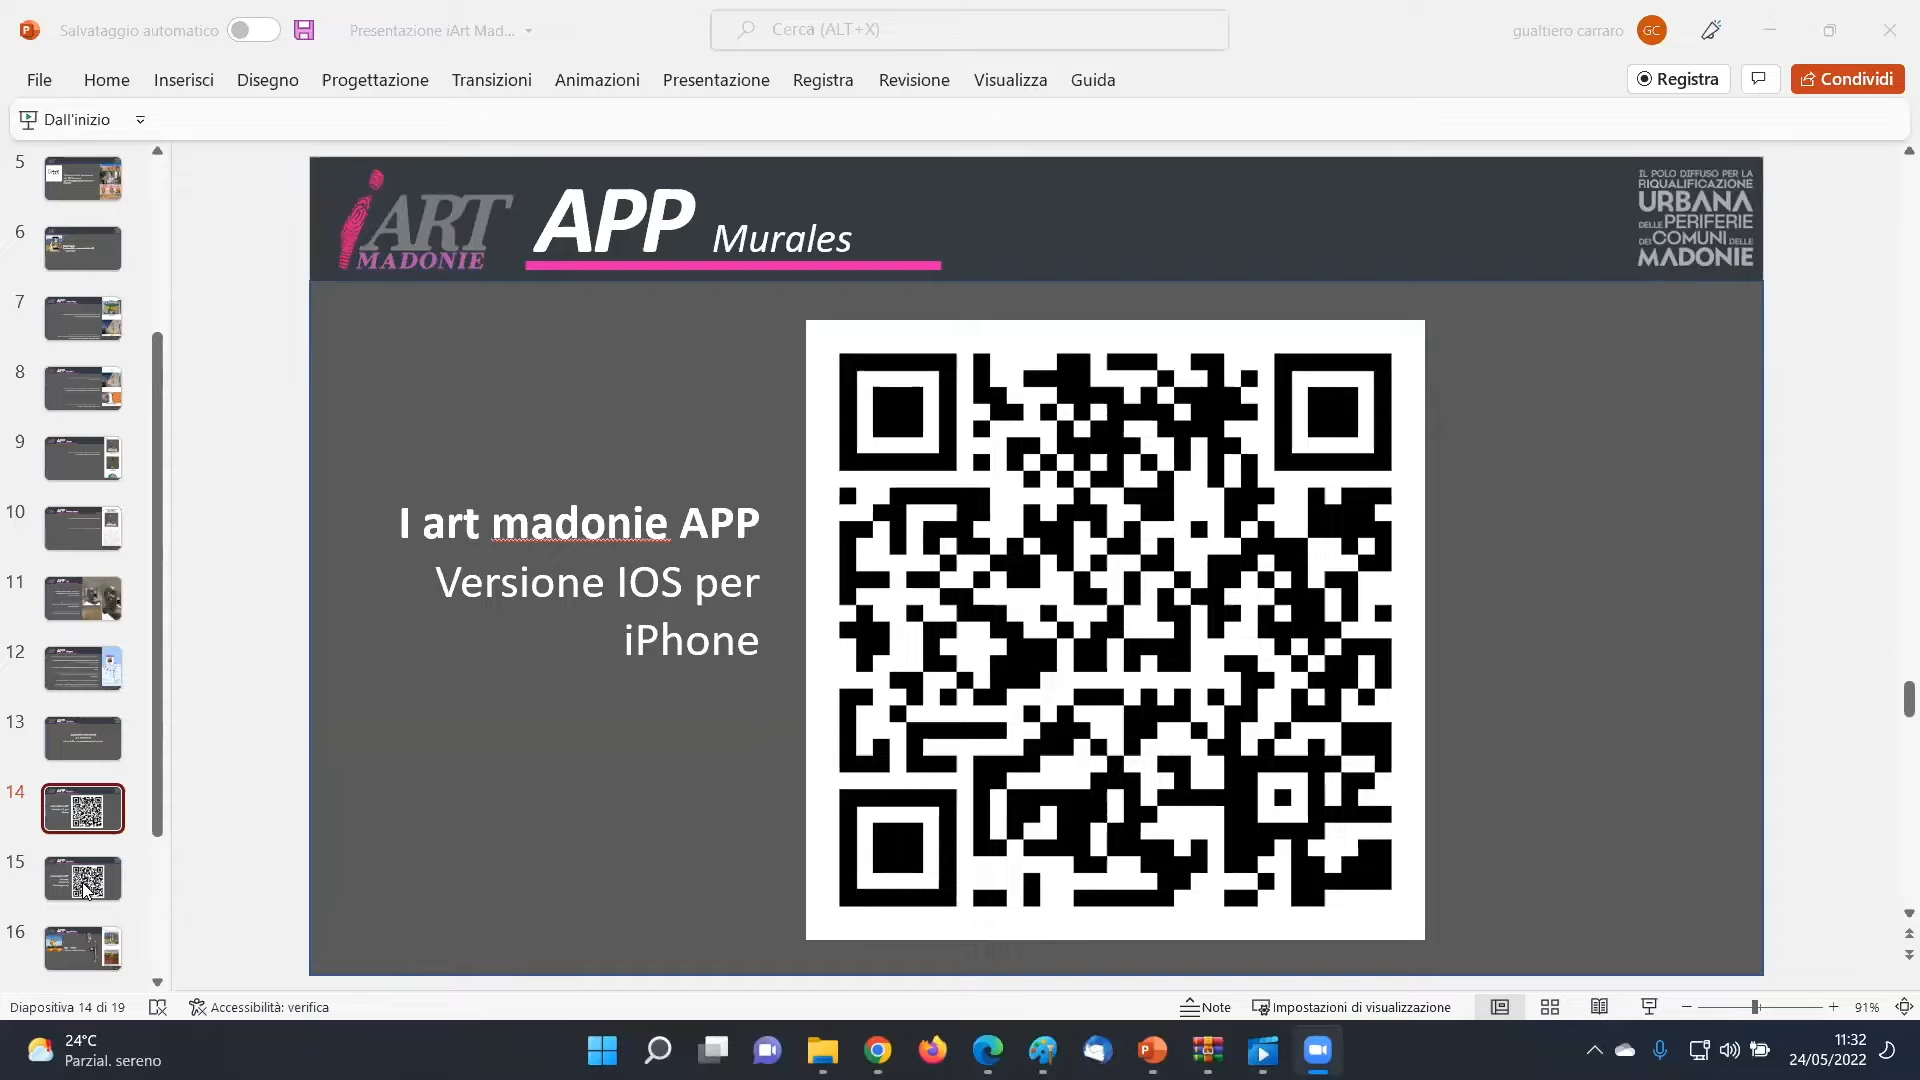 Salvataggio automatico
Presentazione iArt Mad...
Cerca (ALT+X)
gualtiero carraro
GC
File
Home
Inserisci
Disegno
Progettazione
Transizioni
Animazioni
Presentazione
Registra
Revisione
Visualizza
Guida
Registra
Condividi
Dall'inizio
5
6
7
8
9
10
11
12
13
14
15
16
iART
MADONIE
APP Murales
IL POLO DIFFUSO PER LA
RIQUALIFICAZIONE
URBANA
DELLE PERIFERIE
DEI COMUNI DELLE
MADONIE
I art madonie APP
Versione IOS per
iPhone
Diapositiva 14 di 19
Accessibilità: verifica
Note
Impostazioni di visualizzazione
91%
24°C
Parzial. sereno
11:32
24/05/2022